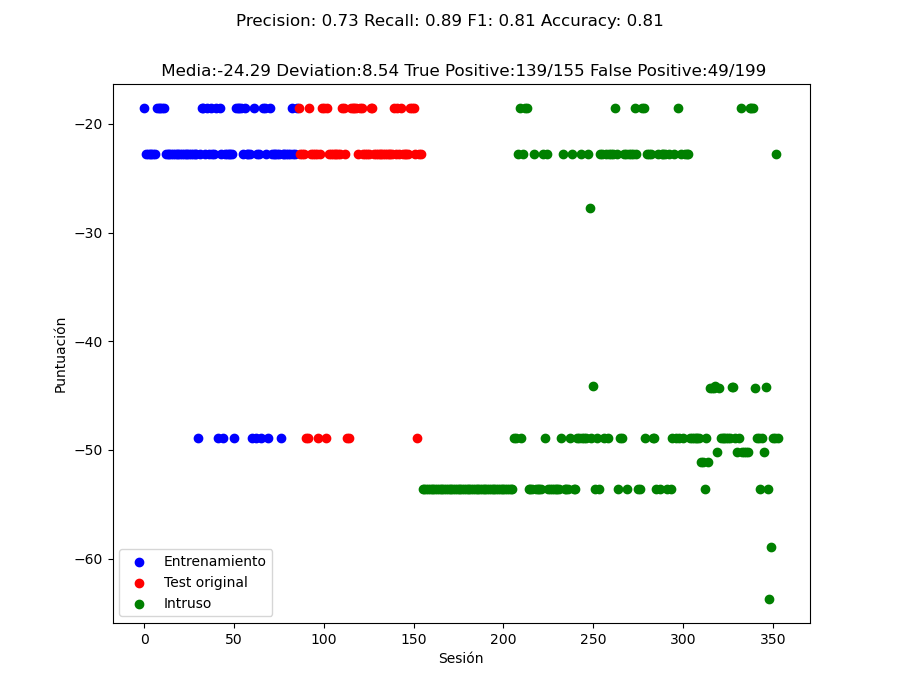 Precision: 0.73 Recall: 0.89 F1: 0.81 Accuracy: 0.81
Media:-24.29 Deviation:8.54 True Positive:139/155 False Positive:49/199
−20
−30
−40
−50
−60
Puntuación
Entrenamiento
Test original
Intruso
0 50 100 150 200 250 300 350
Sesión